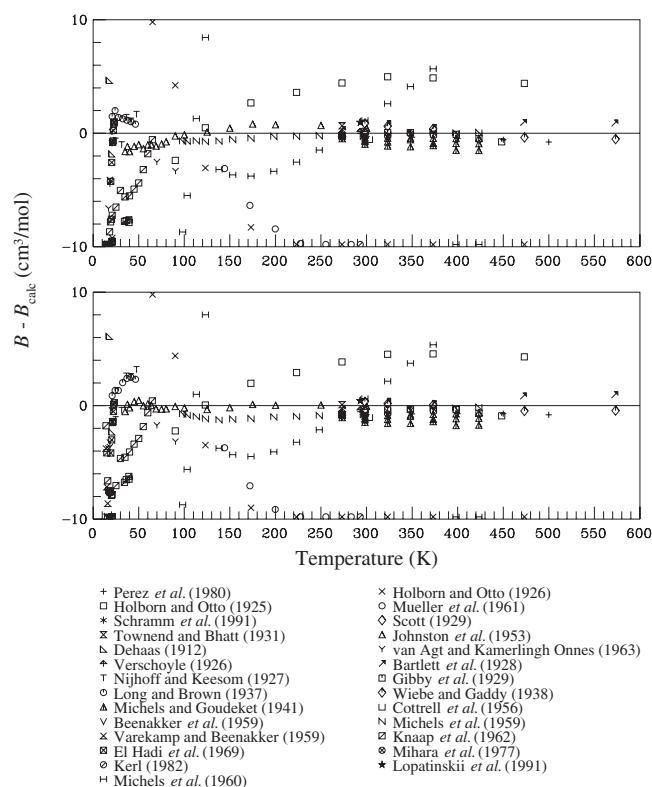 10
0
-10
0 50 100 150 200 250 300 350 400 450 500 550 600
B - Bcalc (cm³/mol)
10
0
-10
0 50 100 150 200 250 300 350 400 450 500 550 600
Temperature (K)
Perez et al. (1980)
Holborn and Otto (1925)
Schramm et al. (1991)
Townend and Bhatt (1931)
Dehaas (1912)
Verschoyle (1926)
Nijhoff and Keesom (1927)
Long and Brown (1937)
Michels and Goudeket (1941)
Beenakker et al. (1959)
Varekamp and Beenakker (1959)
El Hadi et al. (1969)
Kerl (1982)
Michels et al. (1960)
Holborn and Otto (1926)
Mueller et al. (1961)
Scott (1929)
Johnston et al. (1953)
van Agt and Kamerlingh Onnes (1963)
Bartlett et al. (1928)
Gibby et al. (1929)
Wiebe and Gaddy (1938)
Cottrell et al. (1956)
Michels et al. (1959)
Knaap et al. (1962)
Mihara et al. (1977)
Lopatinskii et al. (1991)